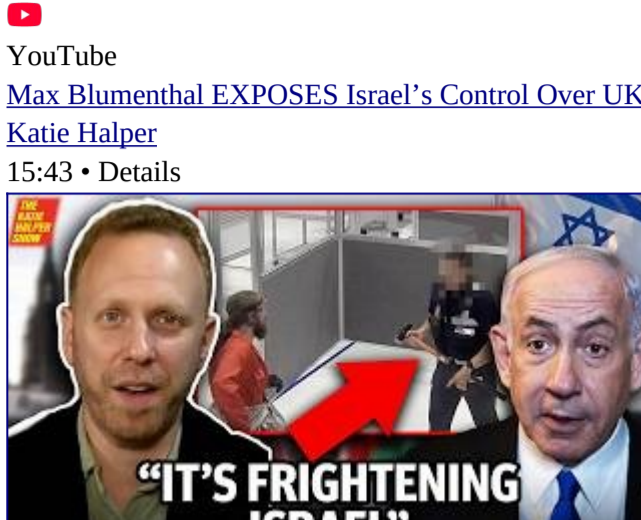 YouTube
Max Blumenthal EXPOSES Israel's Control Over UK
Katie Halper
15:43 • Details
THE
KATIE
HALPER
SHOW
"IT'S FRIGHTENING
ISRAEL"